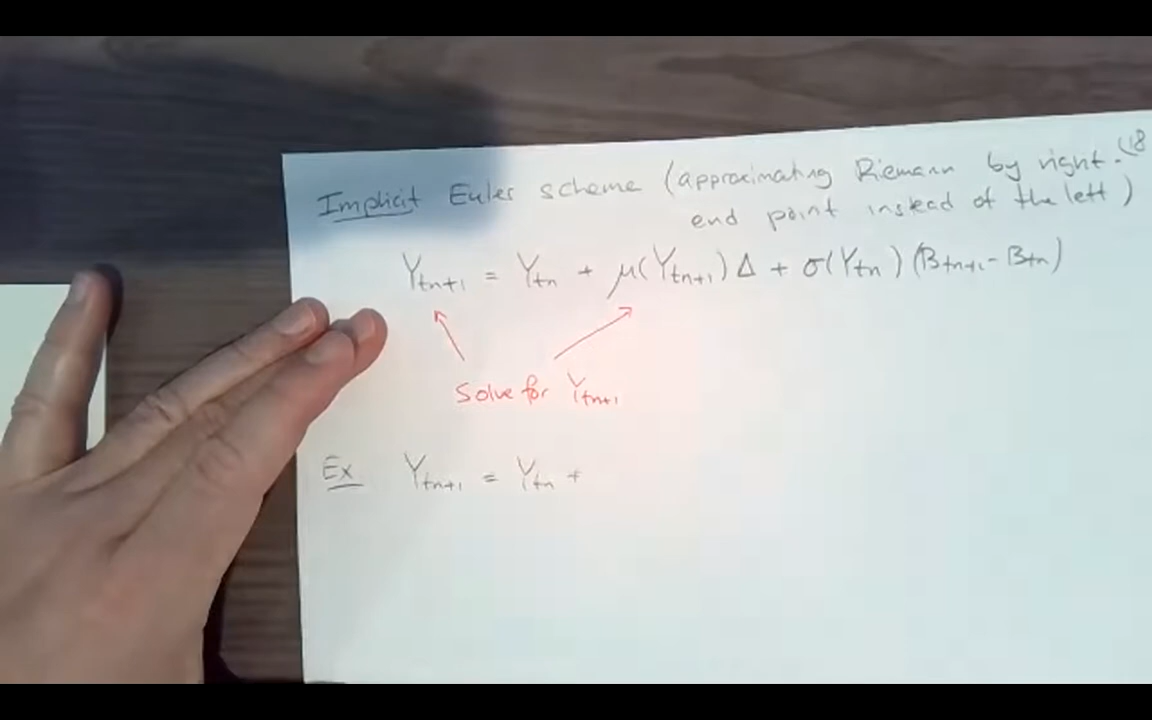 Implicit Euler scheme (approximating Riemann by right-
end point instead of the left)
Y_{t_{n+1}} = Y_{t_n} + μ(Y_{t_{n+1}})Δ + σ(Y_{t_n})(B_{t_{n+1}} - B_{t_n})
Solve for Y_{t_{n+1}}
Ex. Y_{t_{n+1}} = Y_{t_n} +